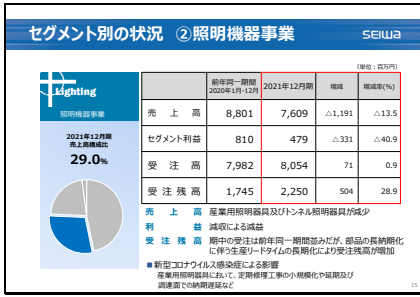 セグメント別の状況 ②照明機器事業
SEIWA
(単位：百万円)
Lighting
照明機器事業
2021年12月期
売上高構成比
29.0%
前年同一期間
2020年1月-12月
2021年12月期
増減
増減率(%)
売上高 8,801 7,609 △1,191 △13.5
セグメント利益 810 479 △331 △40.9
受注高 7,982 8,054 71 0.9
受注残高 1,745 2,250 504 28.9
売上高 産業用照明器具及びトンネル照明器具が減少
利益 減収による減益
受注残高 期中の受注は前年同一期間並みだが、部品の長納期化
に伴う生産リードタイムの長期化により受注残高が増加
■新型コロナウイルス感染症による影響
産業用照明器具において、定期修理工事の小規模化や延期及び
調達面での納期遅延など
15